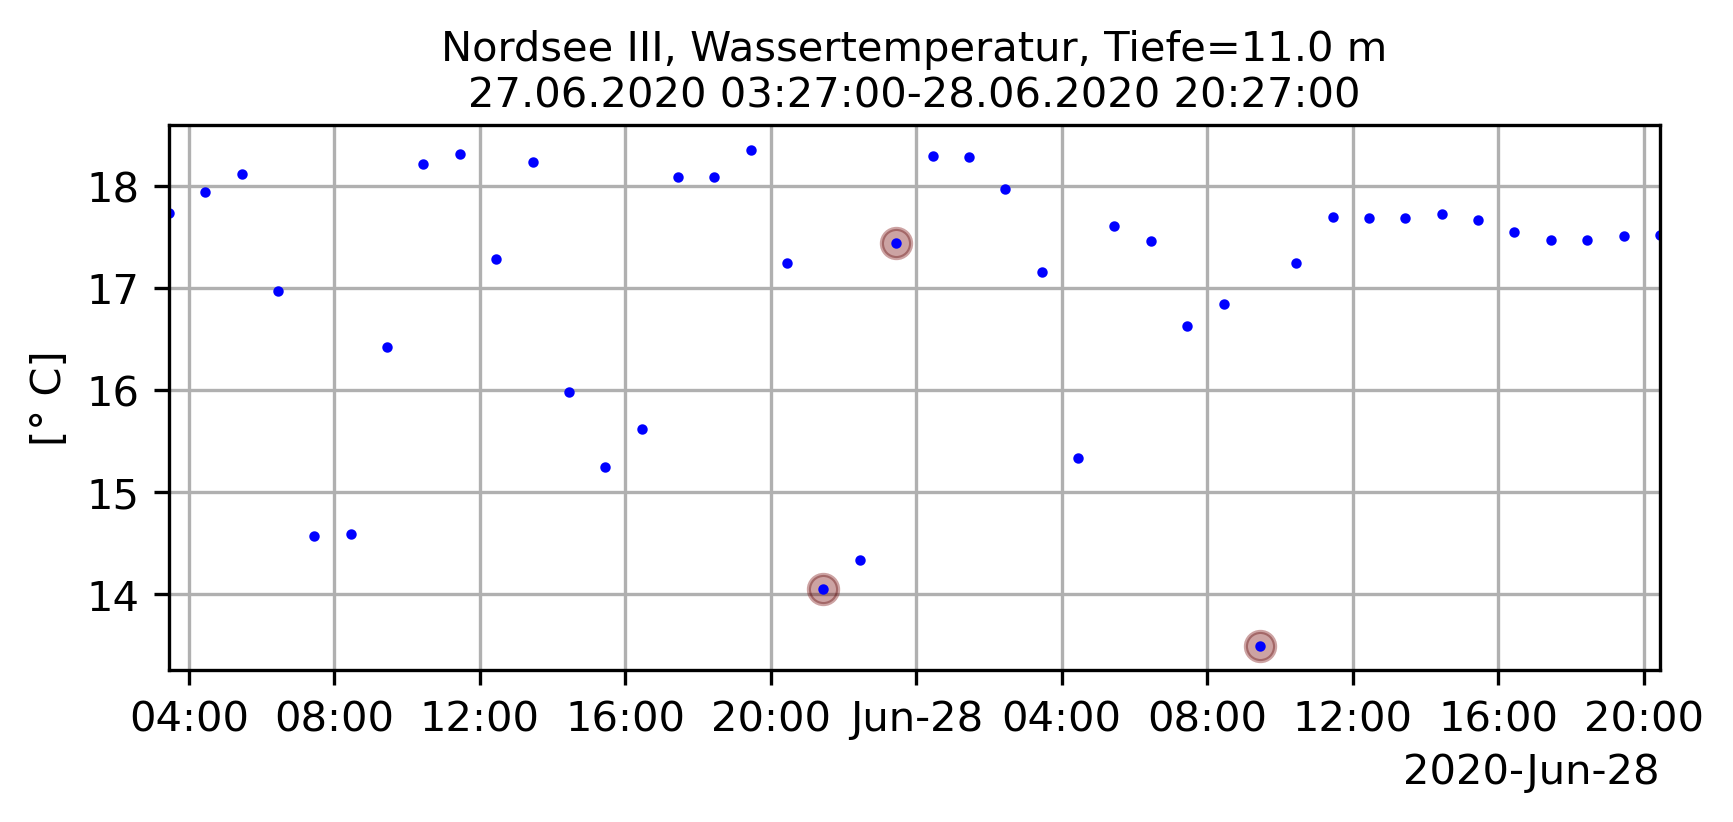 Nordsee III, Wassertemperatur, Tiefe=11.0 m
27.06.2020 03:27:00-28.06.2020 20:27:00
[° C]
18
17
16
15
14
04:00 08:00 12:00 16:00 20:00 Jun-28 04:00 08:00 12:00 16:00 20:00
2020-Jun-28